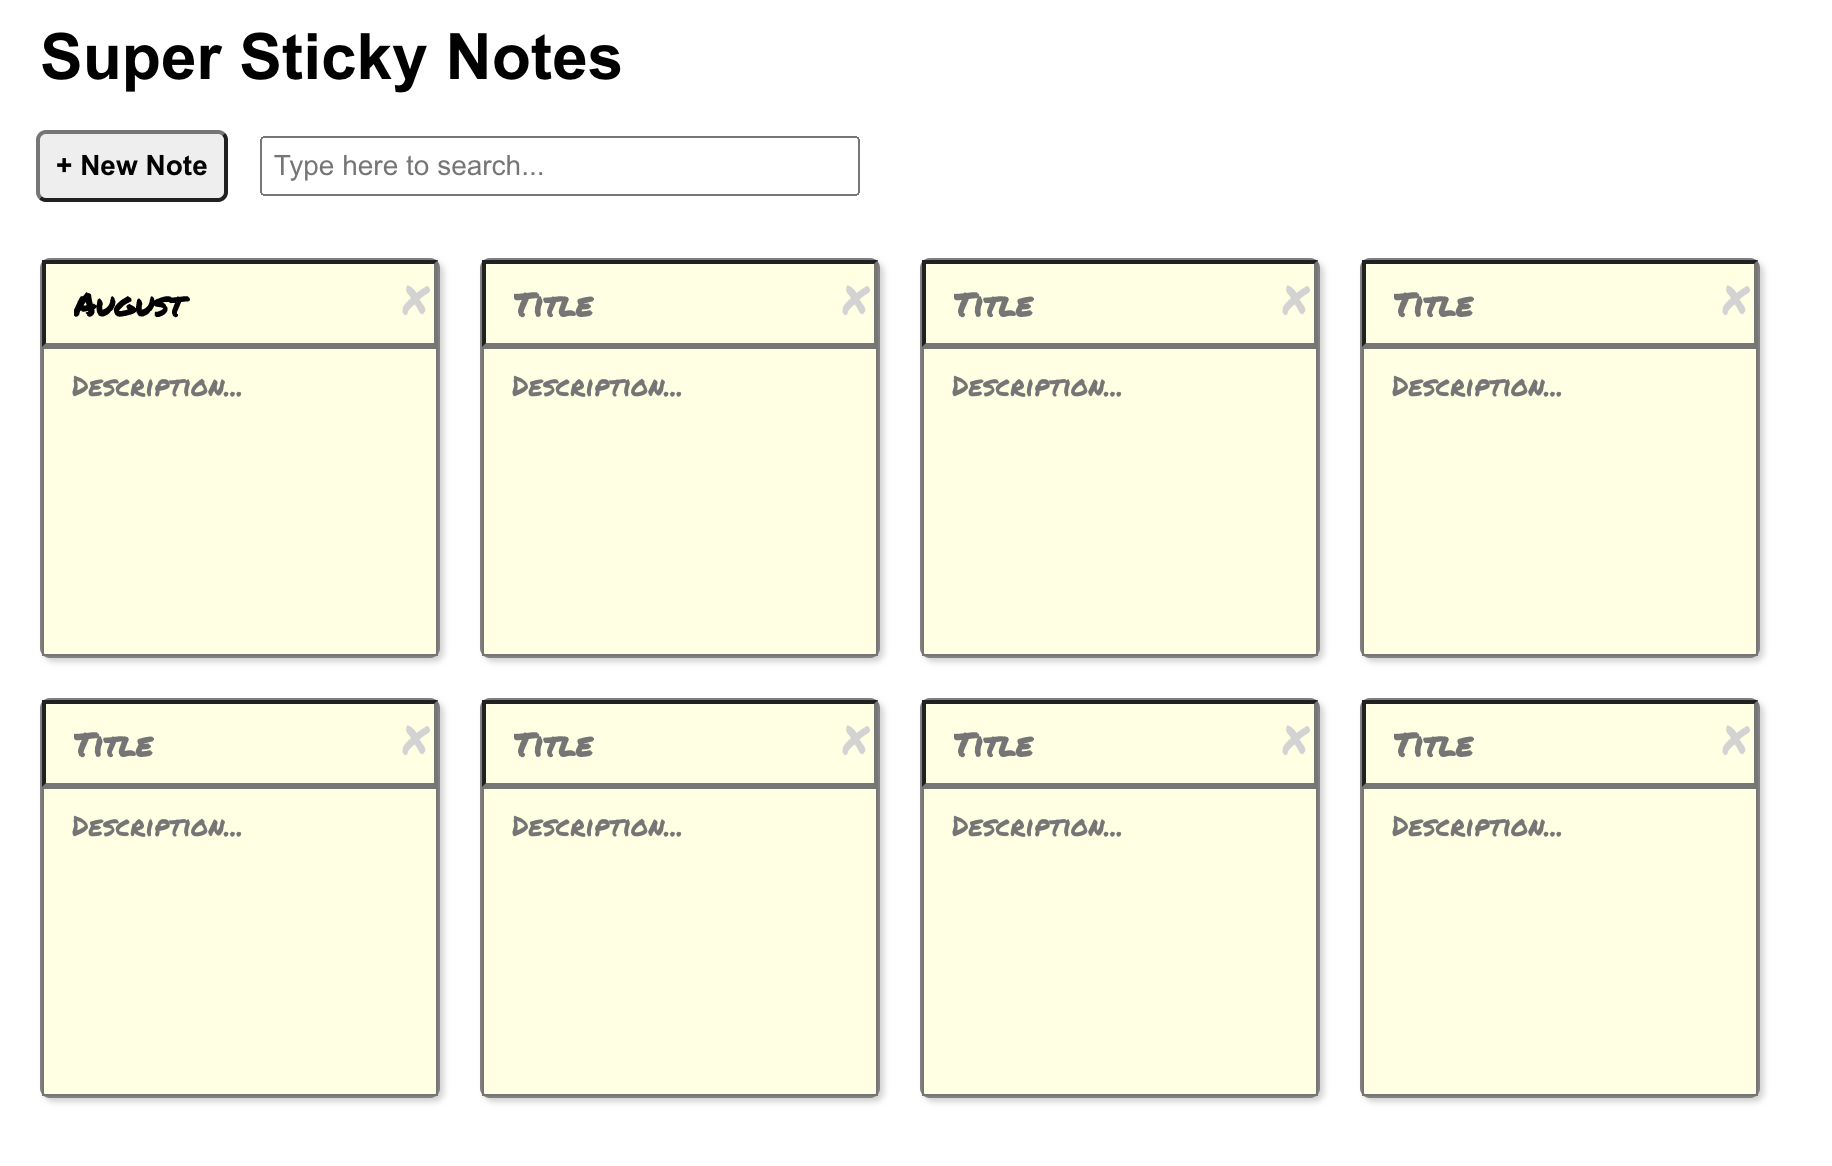 Super Sticky Notes
+ New Note
Type here to search...
August ✘ Title ✘ Title ✘ Title ✘
Description... Description... Description... Description...
Title ✘ Title ✘ Title ✘ Title ✘
Description... Description... Description... Description...